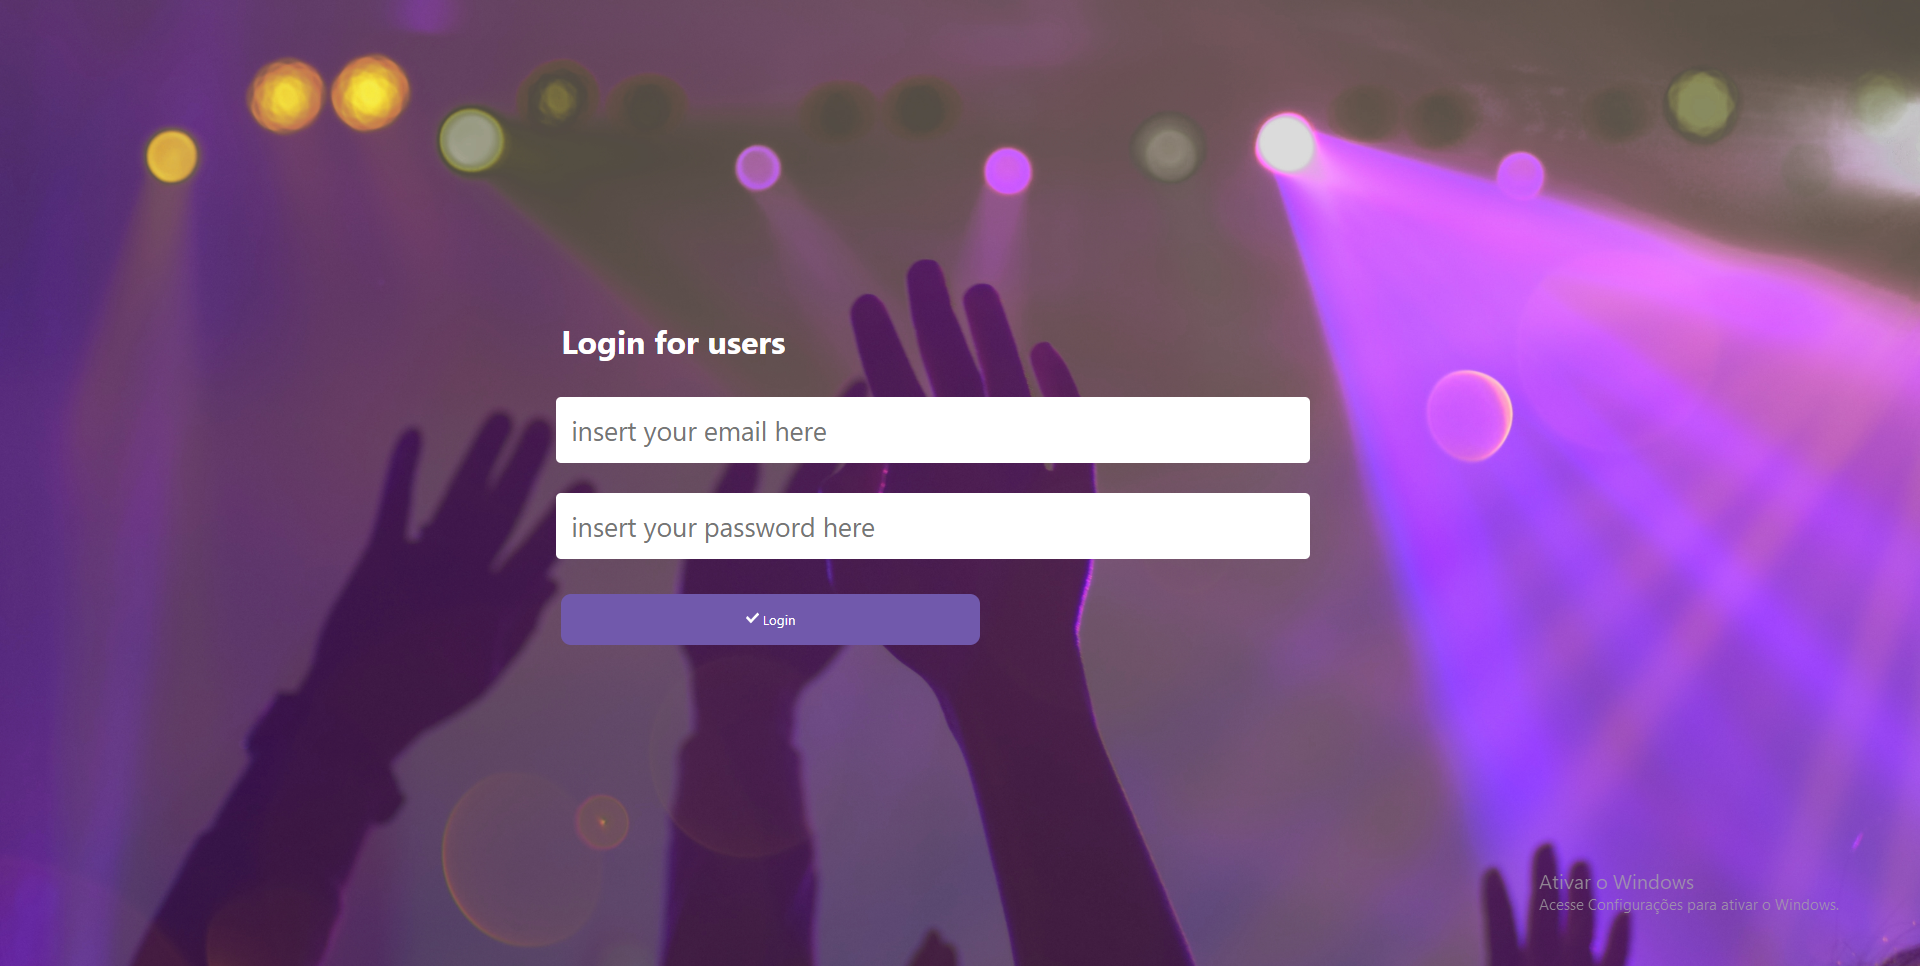 Login for users
insert your email here
insert your password here
Login
Ativar o Windows
Acesse Configurações para ativar o Windows.